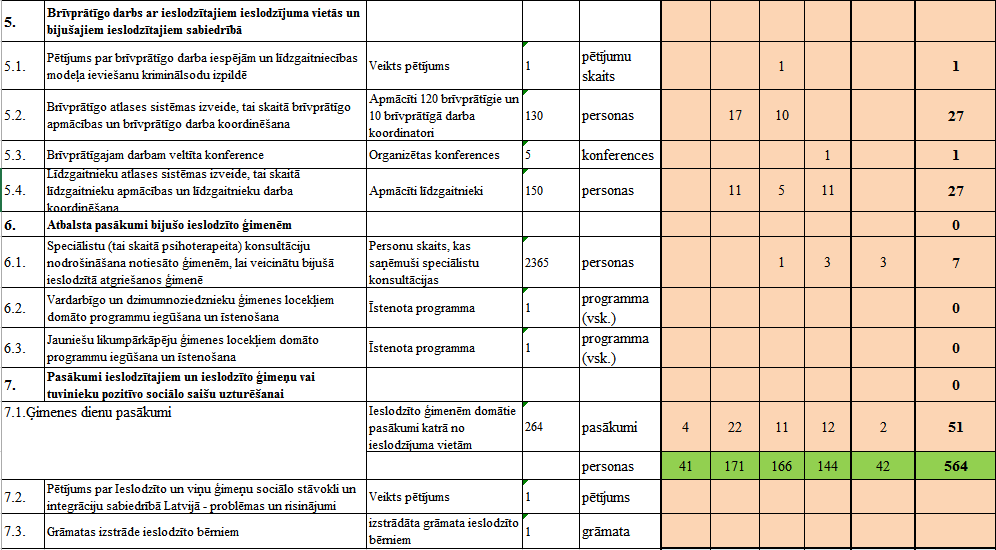 5. Brīvprātīgo darbs ar ieslodzītajiem ieslodzījuma vietās un
bijušajiem ieslodzītajiem sabiedrībā
5.1. Pētījums par brīvprātīgo darba iespējām un līdzgaitniecības
modeļa ieviešanu kriminālsodu izpildē
Veikts pētījums 1
pētījumu
skaits
1 1
5.2. Brīvprātīgo atlases sistēmas izveide, tai skaitā brīvprātīgo
apmācības un brīvprātīgo darba koordinēšana
Apmācīti 120 brīvprātīgie un
10 brīvprātīgā darba
koordinatori
130 personas 17 10 27
5.3. Brīvprātīgajam darbam veltīta konference Organizētas konferences 5 konferences 1 1
5.4. Līdzgaitnieku atlases sistēmas izveide, tai skaitā
līdzgaitnieku apmācības un līdzgaitnieku darba
koordinēšana
Apmācīti līdzgaitnieki 150 personas 11 5 11 27
6. Atbalsta pasākumi bijušo ieslodzīto ģimenēm 0
6.1. Speciālistu (tai skaitā psihoterapeita) konsultāciju
nodrošināšana notiesāto ģimenēm, lai veicinātu bijušā
ieslodzītā atgriešanos ģimenē
Personu skaits, kas
saņēmuši speciālistu
konsultācijas
2365 personas 1 3 3 7
6.2. Vardarbīgo un dzimumnoziedznieku ģimenes locekļiem
domāto programmu iegūšana un īstenošana
Īstenota programma 1
programma
(vsk.)
0
6.3. Jauniešu likumpārkāpēju ģimenes locekļiem domāto
programmu iegūšana un īstenošana
Īstenota programma 1
programma
(vsk.)
0
7. Pasākumi ieslodzītajiem un ieslodzīto ģimeņu vai
tuvinieku pozitīvo sociālo saišu uzturēšanai
0
7.1.Ģimenes dienu pasākumi
Ieslodzīto ģimenēm domātie
pasākumi katrā no
ieslodzījuma vietām
264 pasākumi 4 22 11 12 2 51
personas 41 171 166 144 42 564
7.2. Pētījums par Ieslodzīto un viņu ģimeņu sociālo stāvokli un
integrāciju sabiedrībā Latvijā - problēmas un risinājumi
Veikts pētījums 1 pētījums
7.3. Grāmatas izstrāde ieslodzīto bērniem
izstrādāta grāmata ieslodzīto
bērniem
1 grāmata